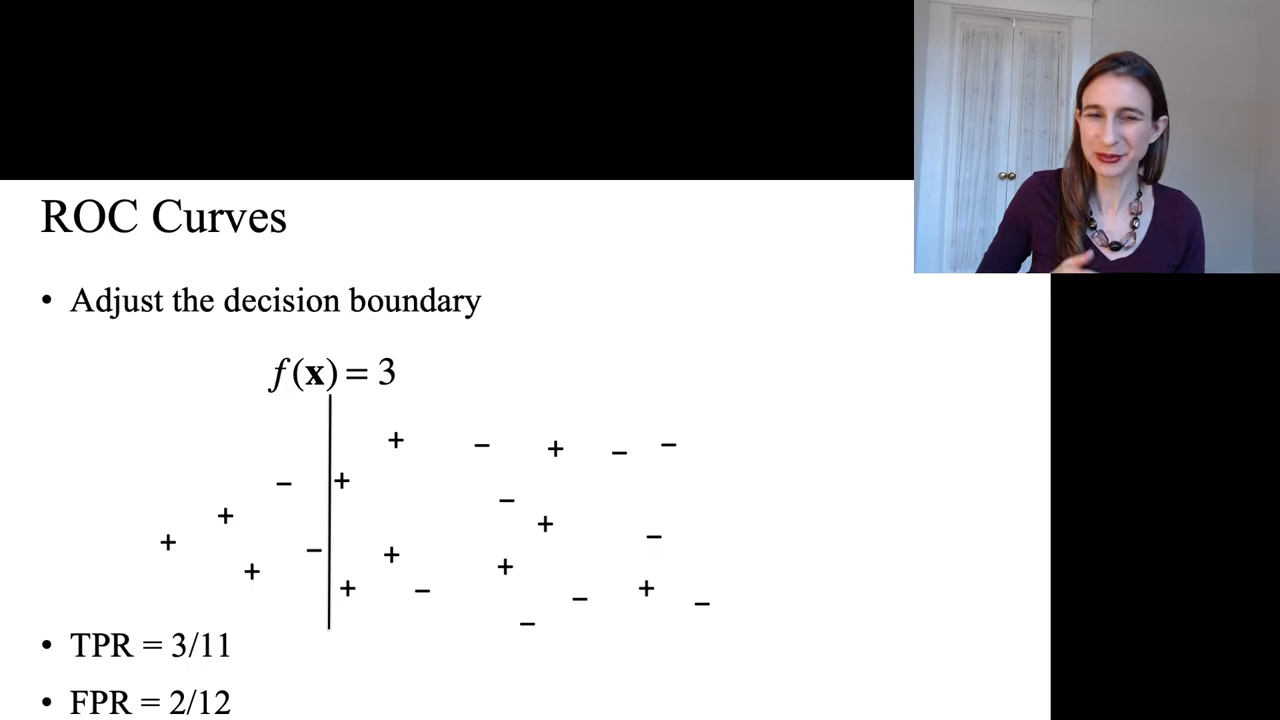 ROC Curves
• Adjust the decision boundary
f(x) = 3
+ − + − −
− +
+ −
+ +
+ − + −
+ +
+ − +
− −
−
• TPR = 3/11
• FPR = 2/12